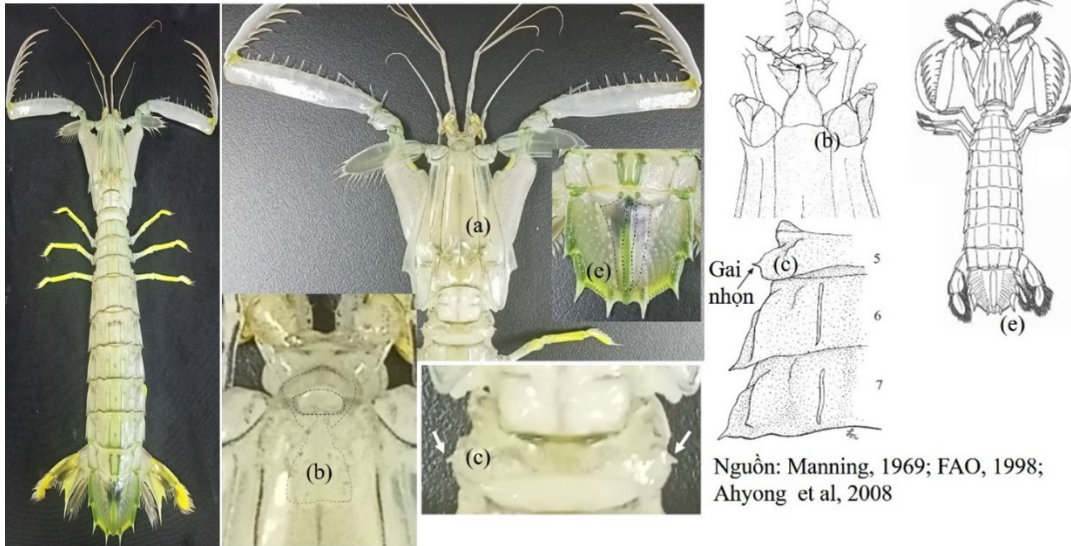 (a)
(e)
(b)
(c)
(b)
Gai
nhọn
(c)
5
6
7
(e)
Nguồn: Manning, 1969; FAO, 1998;
Ahyong et al, 2008